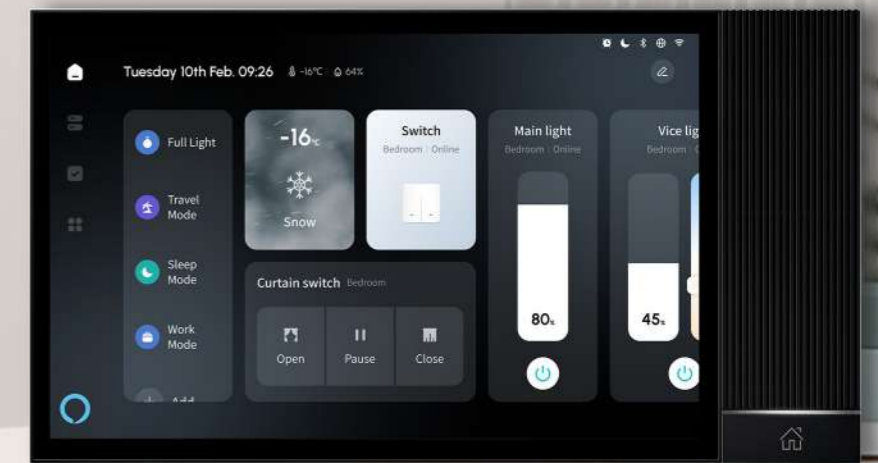 Tuesday 10th Feb. 09:26 -16°C 64%
Full Light
Travel
Mode
Sleep
Mode
Work
Mode
Add
-16°C
Snow
Switch
Bedroom | Online
Curtain switch Bedroom
Open
Pause
Close
Main light
Bedroom | Online
80%
Vice lig
Bedroom
45%